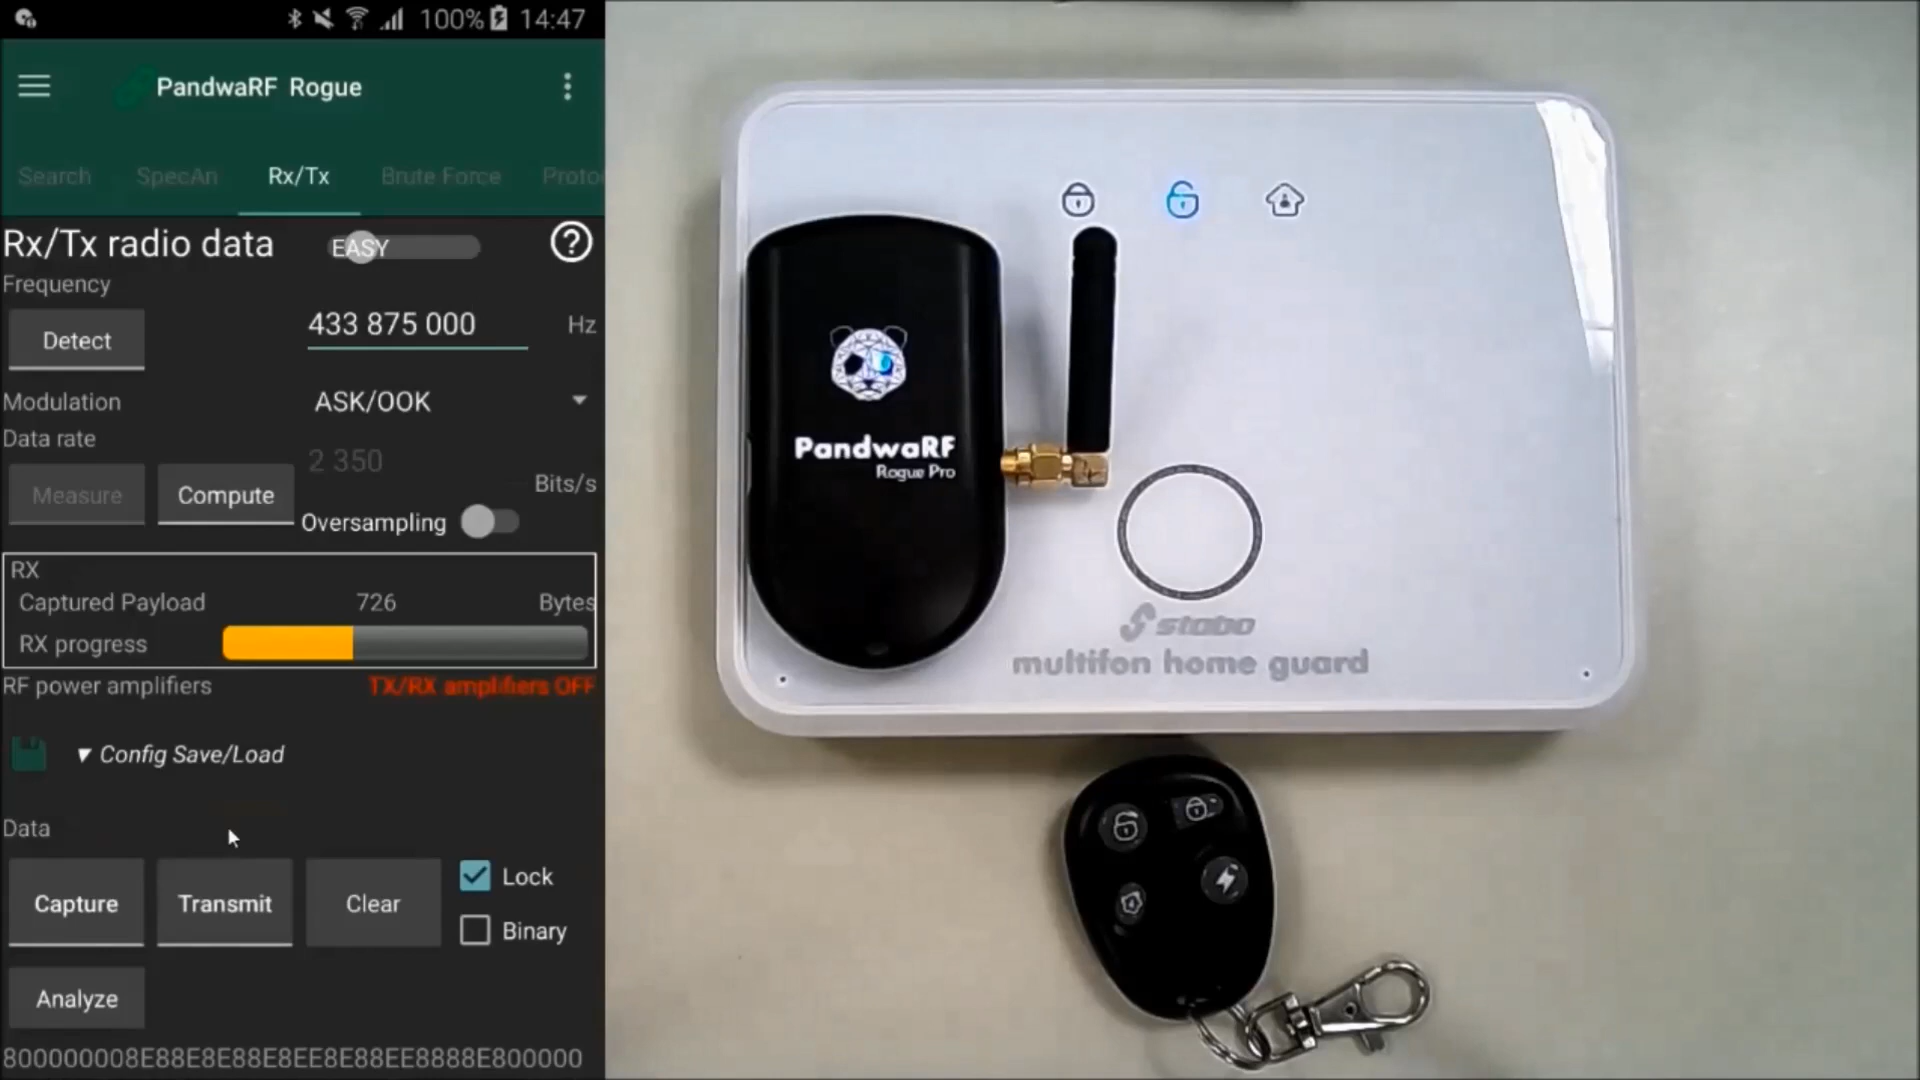 100% 14:47
PandwaRF Rogue
Search SpecAn Rx/Tx Brute Force Proto
Rx/Tx radio data EASY ?
Frequency
Detect 433 875 000 Hz
Modulation ASK/OOK
Data rate
2 350
Measure Compute Bits/s
Oversampling
RX
Captured Payload 726 Bytes
RX progress
RF power amplifiers TX/RX amplifiers OFF
Config Save/Load
Data
Capture Transmit Clear Lock
Binary
Analyze
800000008E88E8E88E8EE8E88EE8888E800000
PandwaRF
Rogue Pro
stabo
multifon home guard